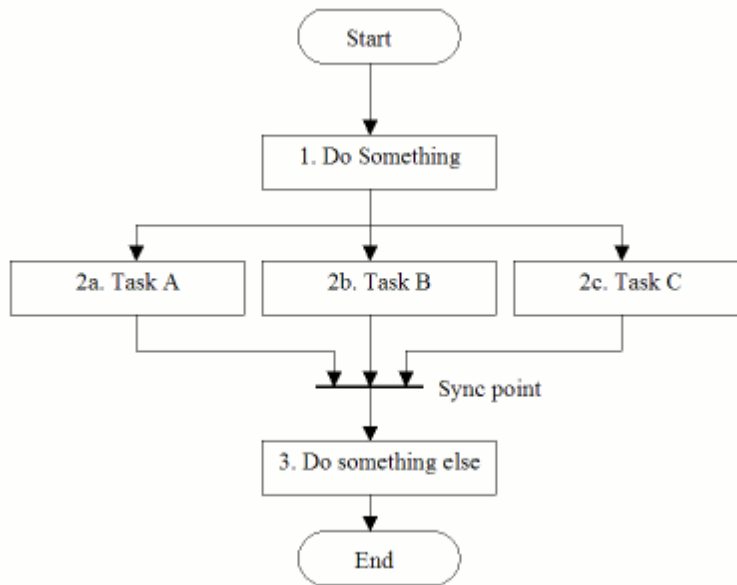 Start
1. Do Something
2a. Task A
2b. Task B
2c. Task C
Sync point
3. Do something else
End